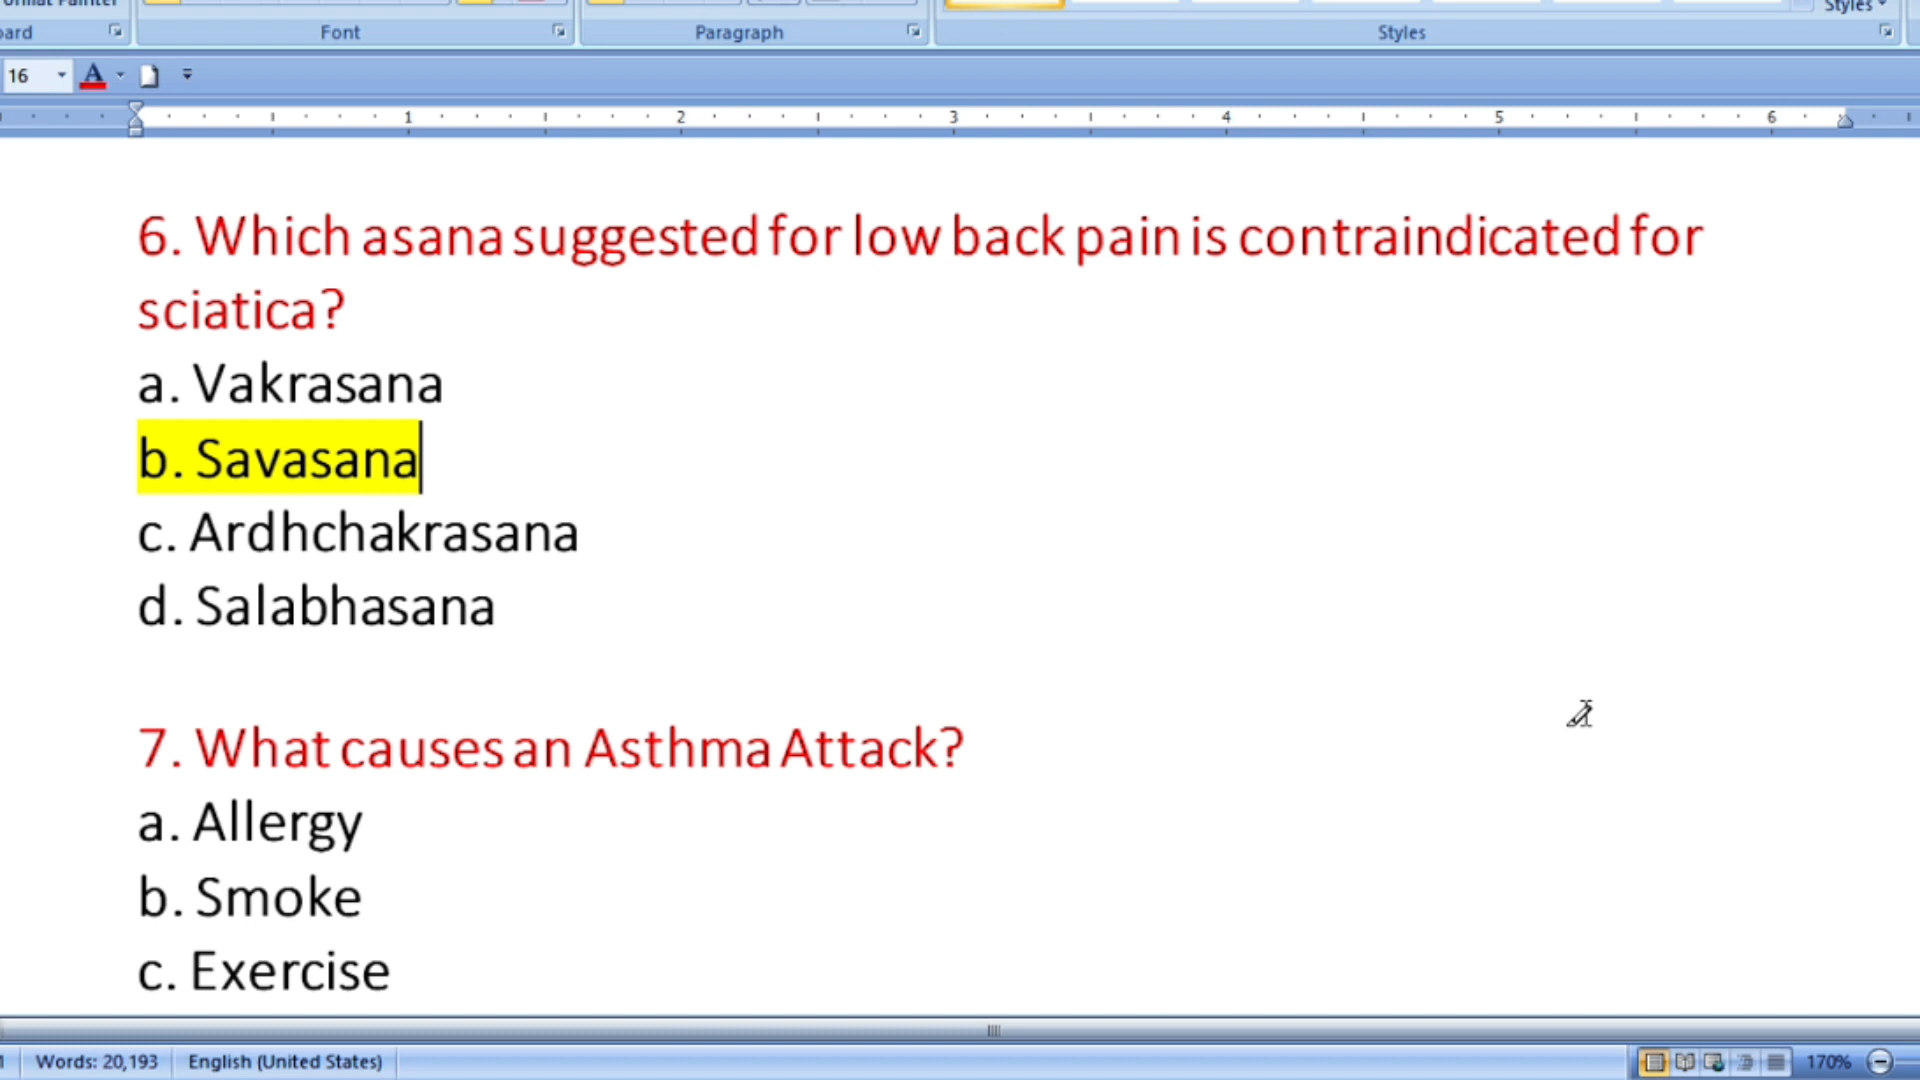 Styles
ard
Font
Paragraph
Styles
16
1 2 3 4 5 6
6. Which asana suggested for low back pain is contraindicated for
sciatica?
a. Vakrasana
b. Savasana
c. Ardhchakrasana
d. Salabhasana
7. What causes an Asthma Attack?
a. Allergy
b. Smoke
c. Exercise
Words: 20,193 English (United States) 170%